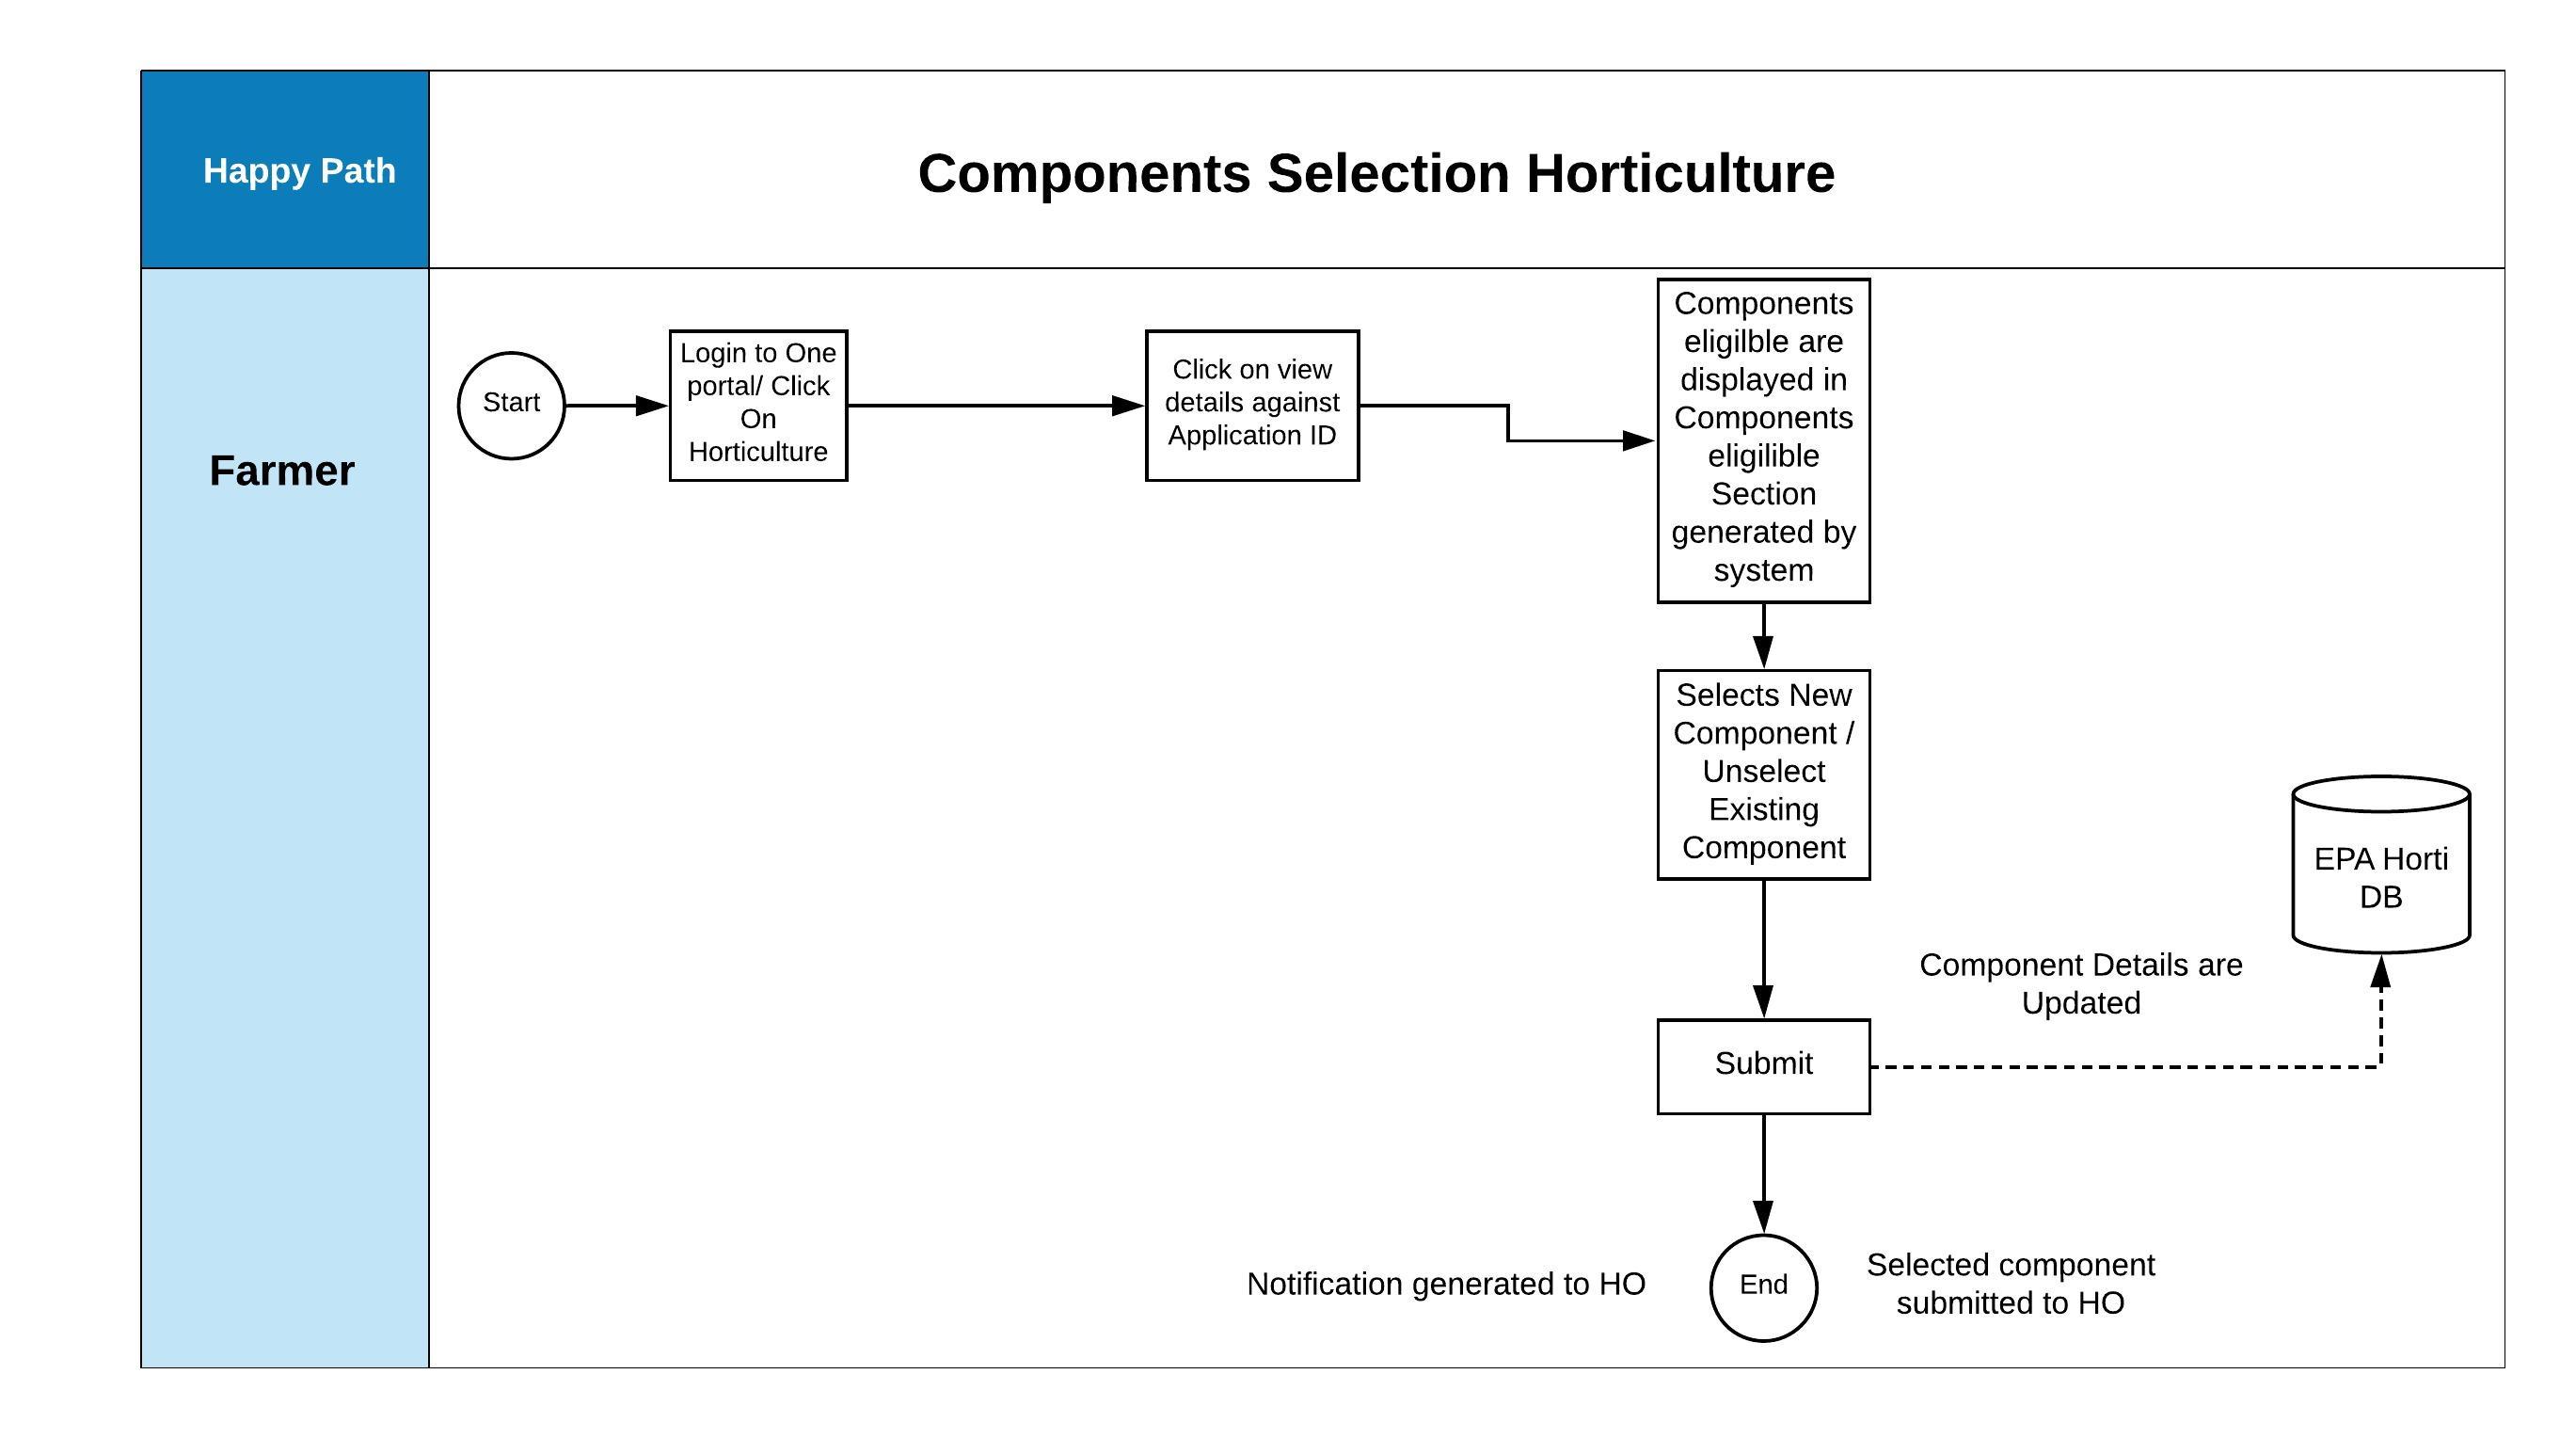 Happy Path
Components Selection Horticulture
Farmer
Start
Login to One
portal/ Click
On
Horticulture
Click on view
details against
Application ID
Components
eligilble are
displayed in
Components
eligilible
Section
generated by
system
Selects New
Component /
Unselect
Existing
Component
EPA Horti
DB
Component Details are
Updated
Submit
Notification generated to HO
End
Selected component
submitted to HO